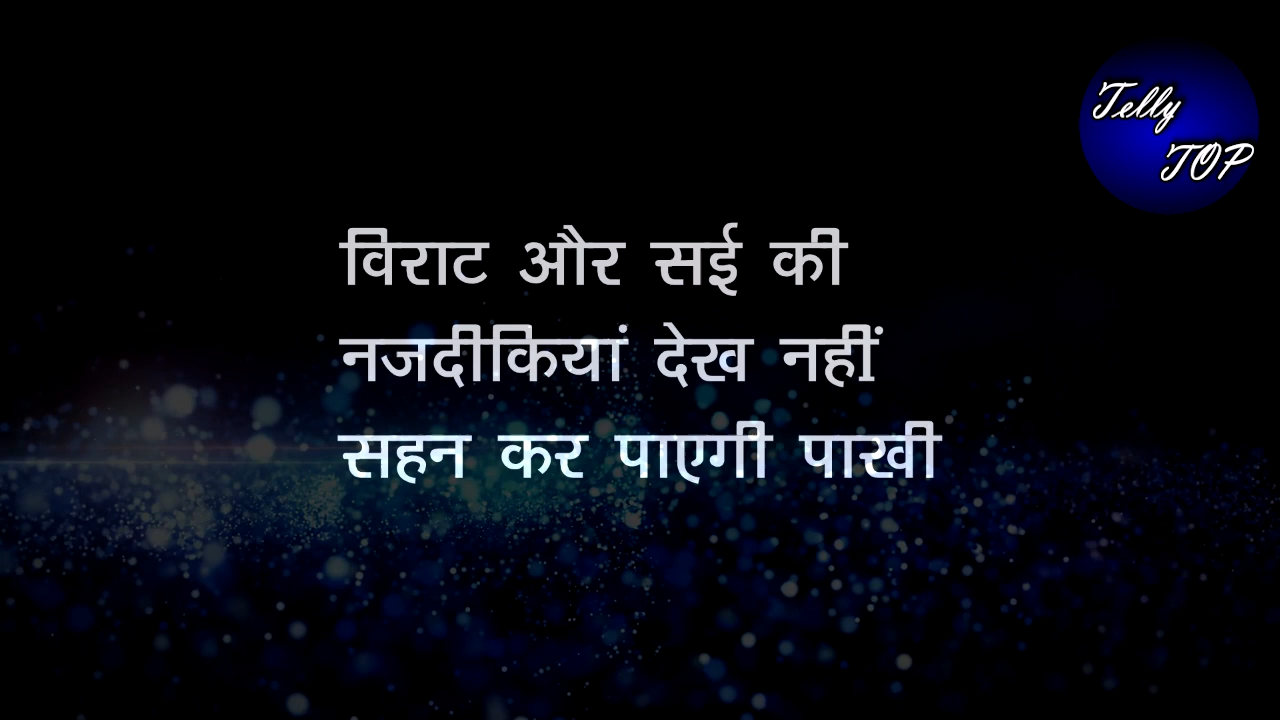 Telly
TOP
विराट और सई की
नजदीकियां देख नहीं
सहन कर पाएगी पाखी